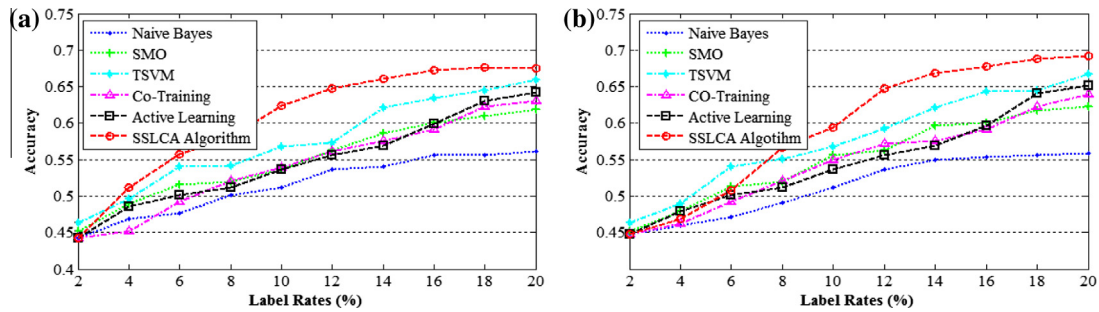 (a)
0.75
0.7
0.65
0.6
0.55
0.5
0.45
0.4
Accuracy
Naive Bayes
SMO
TSVM
Co-Training
Active Learning
SSLCA Algorithm
2 4 6 8 10 12 14 16 18 20
Label Rates (%)
(b)
0.75
0.7
0.65
0.6
0.55
0.5
0.45
0.4
Accuracy
Naive Bayes
SMO
TSVM
CO-Training
Active Learning
SSLCA Algotihm
2 4 6 8 10 12 14 16 18 20
Label Rates (%)